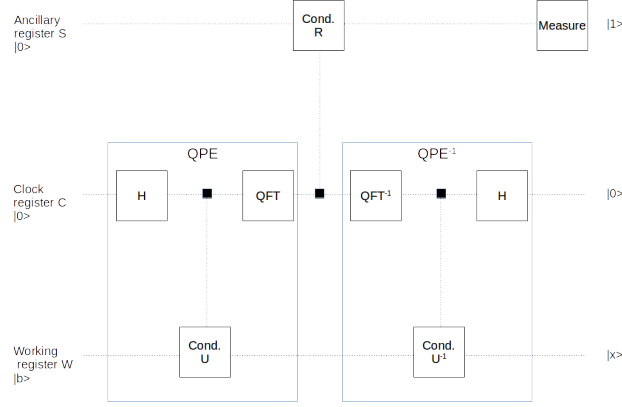 Ancillary
register S
|0>
Cond.
R
Measure
|1>
QPE
QPE-1
Clock
register C
|0>
H
QFT
QFT-1
H
|0>
Working
register W
|b>
Cond.
U
Cond.
U-1
|x>